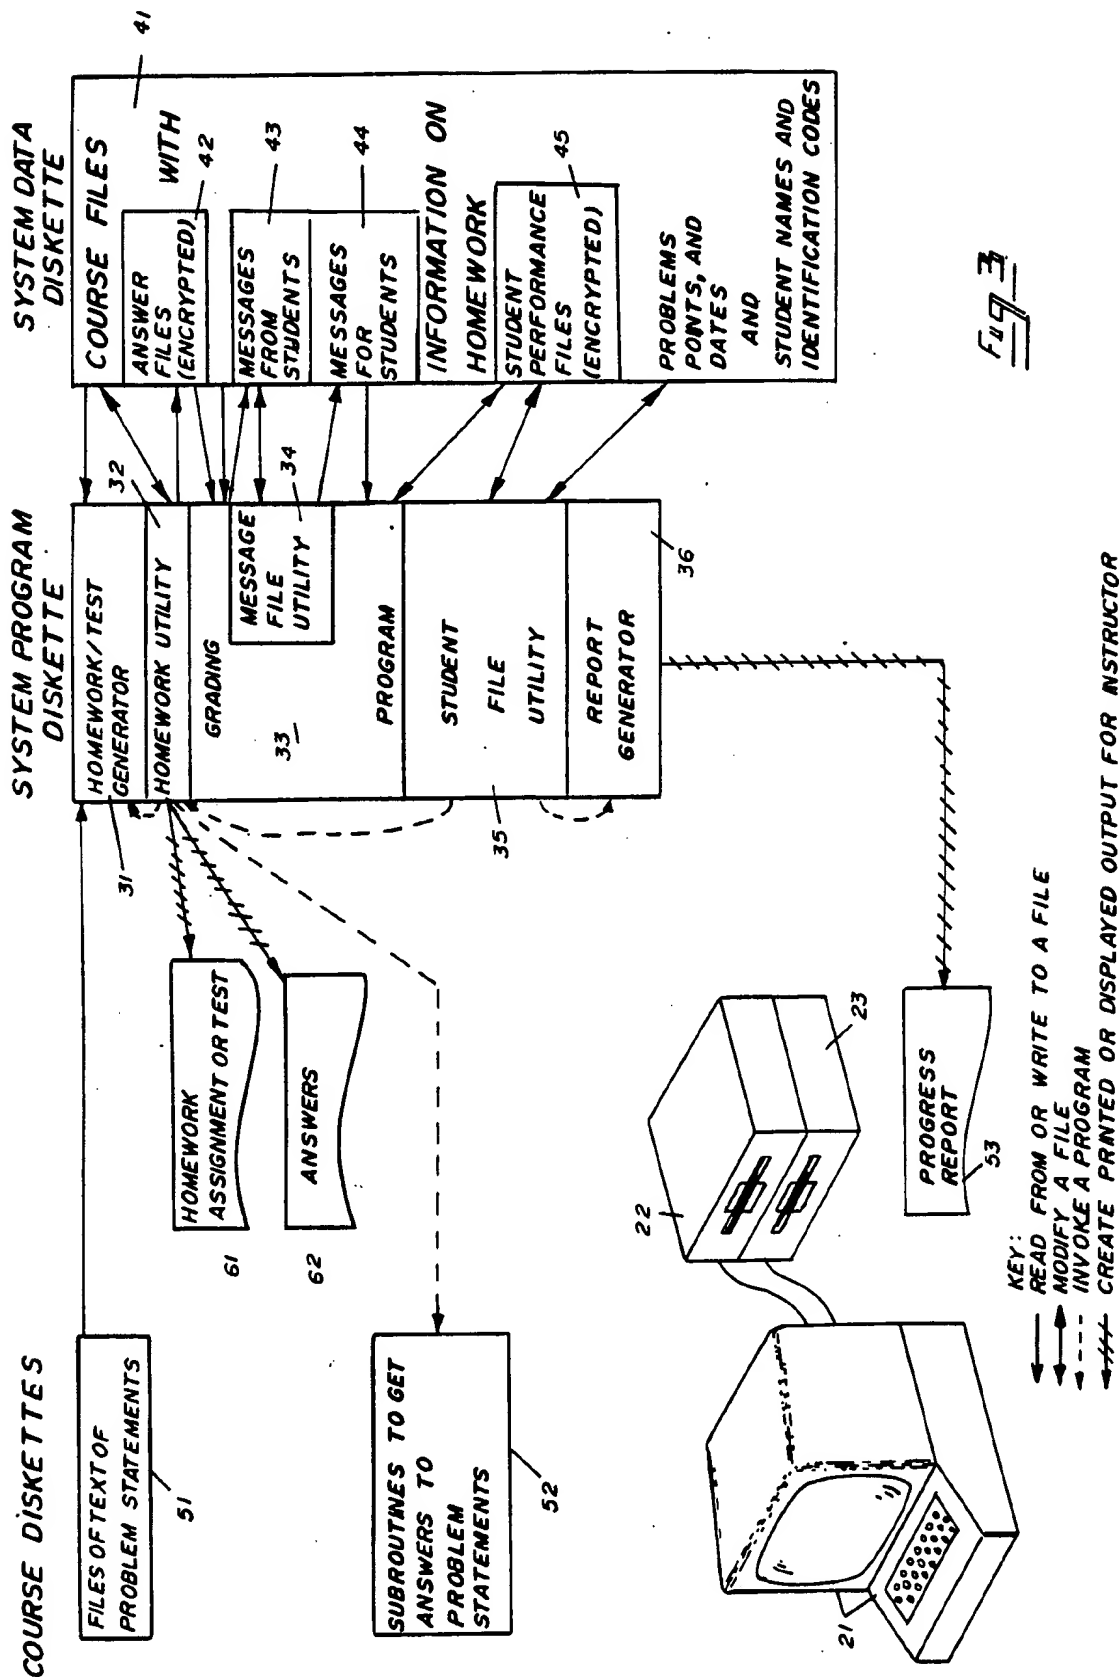 COURSE DISKETTES
FILES OF TEXT OF
PROBLEM STATEMENTS
51
SUBROUTINES TO GET
ANSWERS TO
PROBLEM
STATEMENTS
52
21
HOMEWORK
ASSIGNMENT OR TEST
61
ANSWERS
62
22
23
PROGRESS
REPORT
53
SYSTEM PROGRAM
DISKETTE
HOMEWORK/TEST
GENERATOR
31
HOMEWORK UTILITY
32
GRADING
33
PROGRAM
MESSAGE
FILE
UTILITY
34
STUDENT
FILE
UTILITY
35
REPORT
GENERATOR
36
SYSTEM DATA
DISKETTE
COURSE FILES
41
WITH
ANSWER
FILES
(ENCRYPTED)
42
MESSAGES
FROM
STUDENTS
43
MESSAGES
FOR
STUDENTS
44
INFORMATION ON
HOMEWORK
STUDENT
PERFORMANCE
FILES
(ENCRYPTED)
45
PROBLEMS
POINTS, AND
DATES
AND
STUDENT NAMES AND
IDENTIFICATION CODES
KEY:
READ FROM OR WRITE TO A FILE
MODIFY A FILE
INVOKE A PROGRAM
CREATE PRINTED OR DISPLAYED OUTPUT FOR INSTRUCTOR
Fig 3